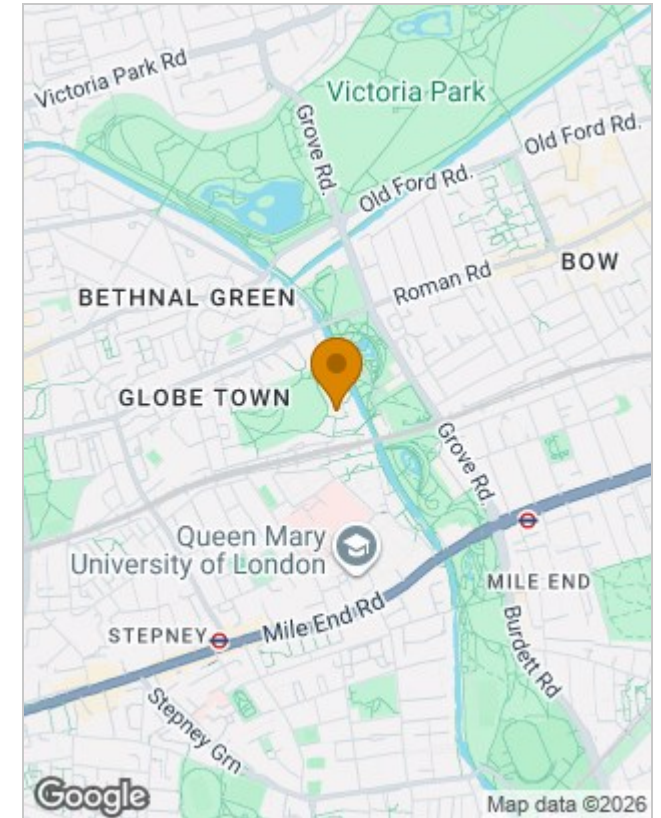 Victoria Park Rd
Victoria Park
Grove Rd.
Old Ford Rd.
Old Ford Rd.
BOW
Roman Rd
BETHNAL GREEN
GLOBE TOWN
Grove Rd.
Queen Mary
University of London
MILE END
STEPNEY
Mile End Rd
Burdett Rd
Stepney Grn
Google
Map data ©2026